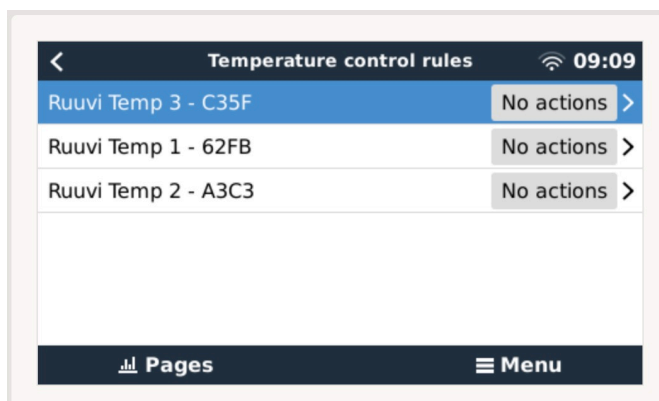 Temperature control rules 09:09
Ruuvi Temp 3 - C35F No actions
Ruuvi Temp 1 - 62FB No actions
Ruuvi Temp 2 - A3C3 No actions
Pages Menu